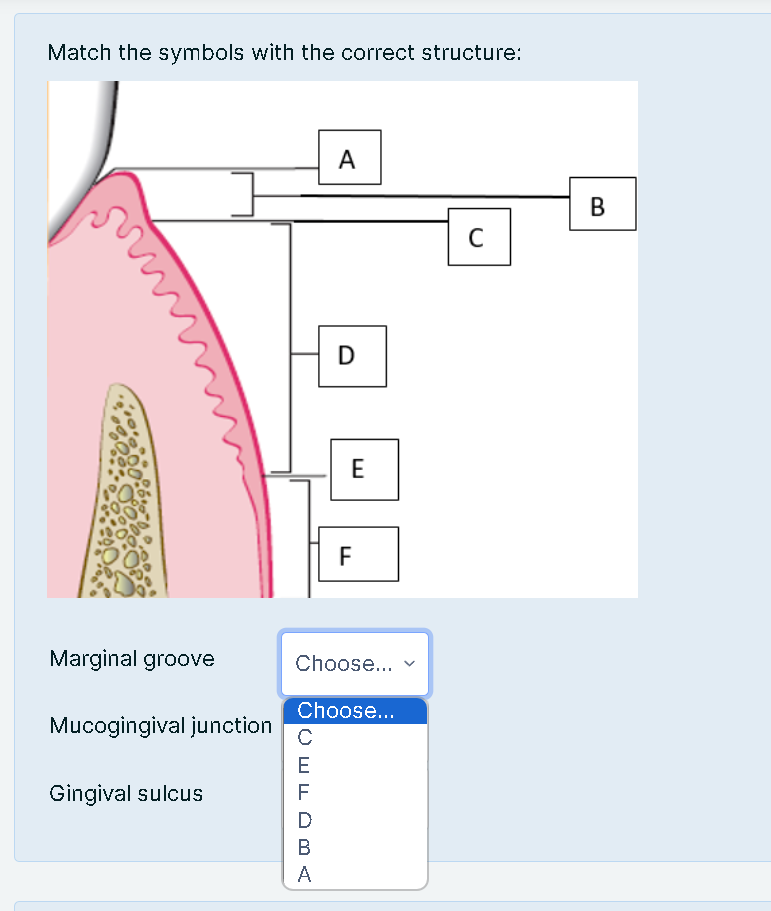 Match the symbols with the correct structure:
A
B
C
D
E
F
Marginal groove
Choose...
Choose...
Mucogingival junction
C
E
Gingival sulcus
F
D
B
A